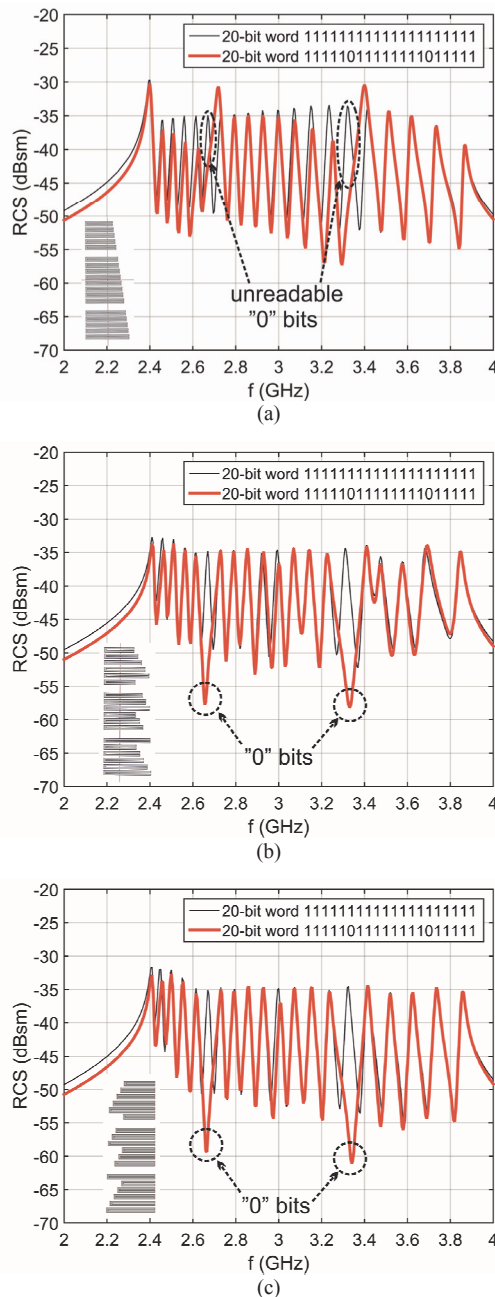 -20
-25
-30
-35
-40
-45
-50
-55
-60
-65
-70
RCS (dBsm)
20-bit word 11111111111111111111
20-bit word 11111011111111011111
unreadable
"0" bits
2 2.2 2.4 2.6 2.8 3 3.2 3.4 3.6 3.8 4
f (GHz)
(a)
-20
-25
-30
-35
-40
-45
-50
-55
-60
-65
-70
RCS (dBsm)
20-bit word 11111111111111111111
20-bit word 11111011111111011111
"0" bits
2 2.2 2.4 2.6 2.8 3 3.2 3.4 3.6 3.8 4
f (GHz)
(b)
-20
-25
-30
-35
-40
-45
-50
-55
-60
-65
-70
RCS (dBsm)
20-bit word 11111111111111111111
20-bit word 11111011111111011111
"0" bits
2 2.2 2.4 2.6 2.8 3 3.2 3.4 3.6 3.8 4
f (GHz)
(c)